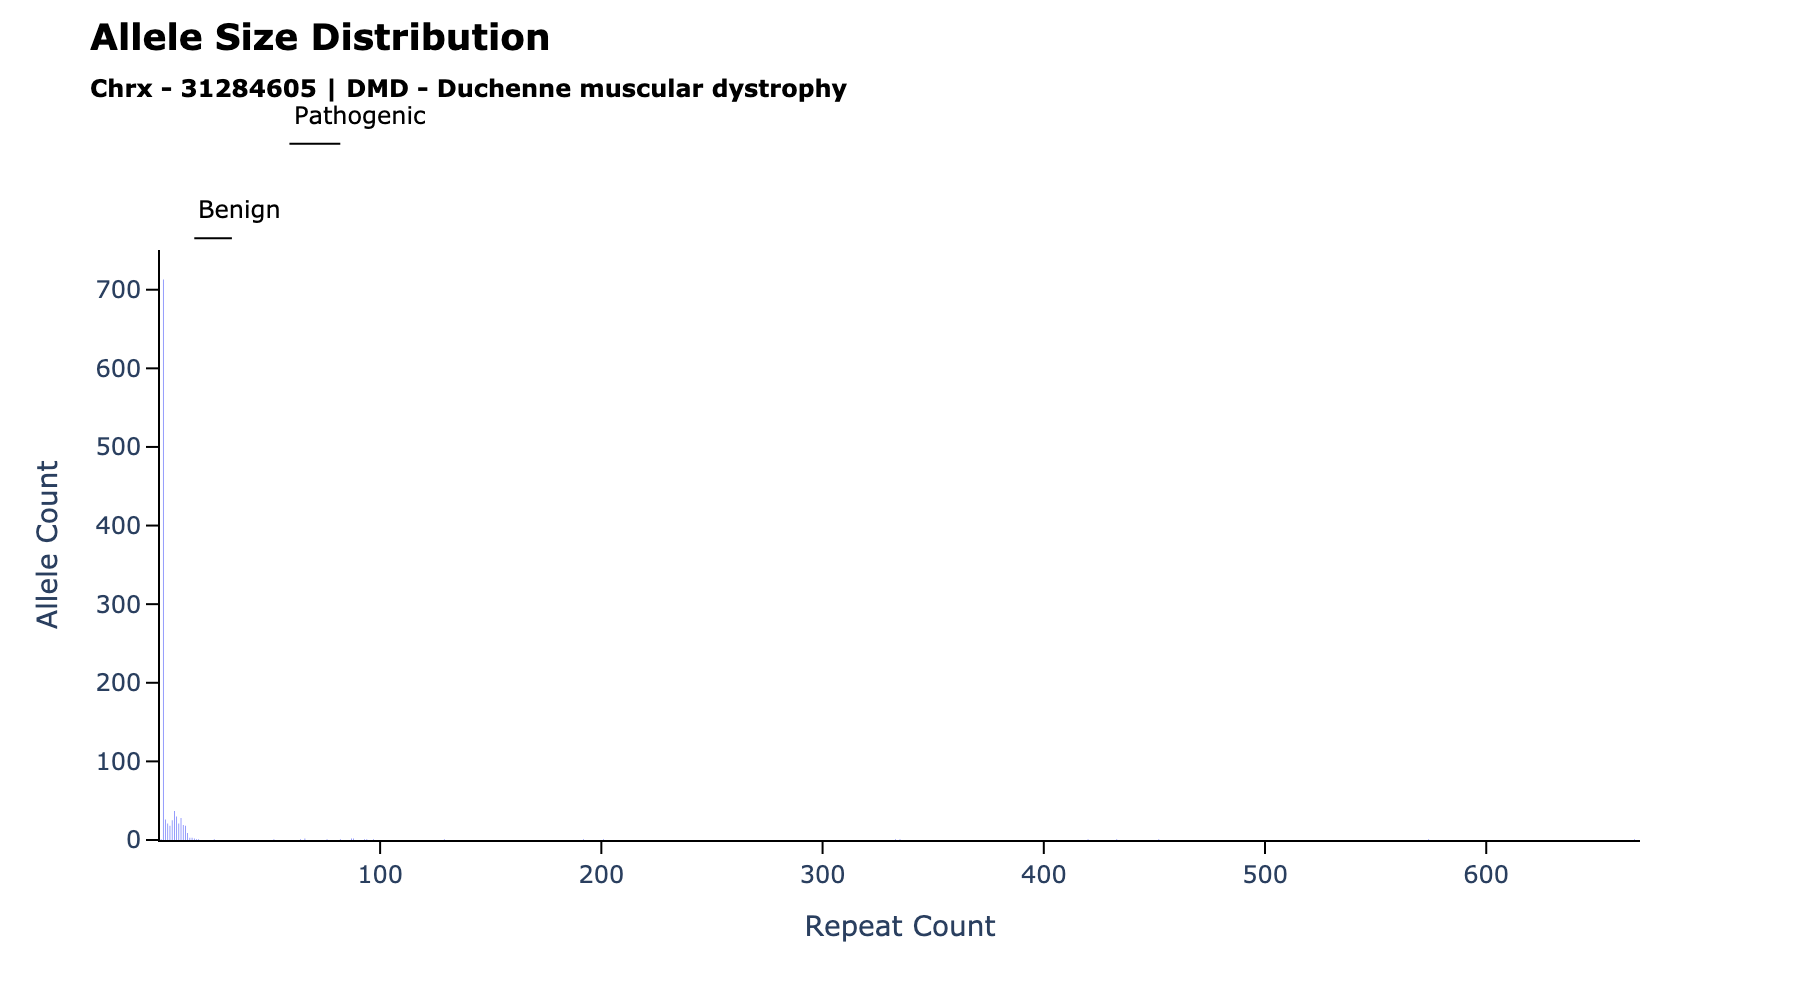 Allele Size Distribution
Chrx - 31284605 | DMD - Duchenne muscular dystrophy
Pathogenic
Benign
700
600
500
400
300
200
100
0
Allele Count
100 200 300 400 500 600
Repeat Count